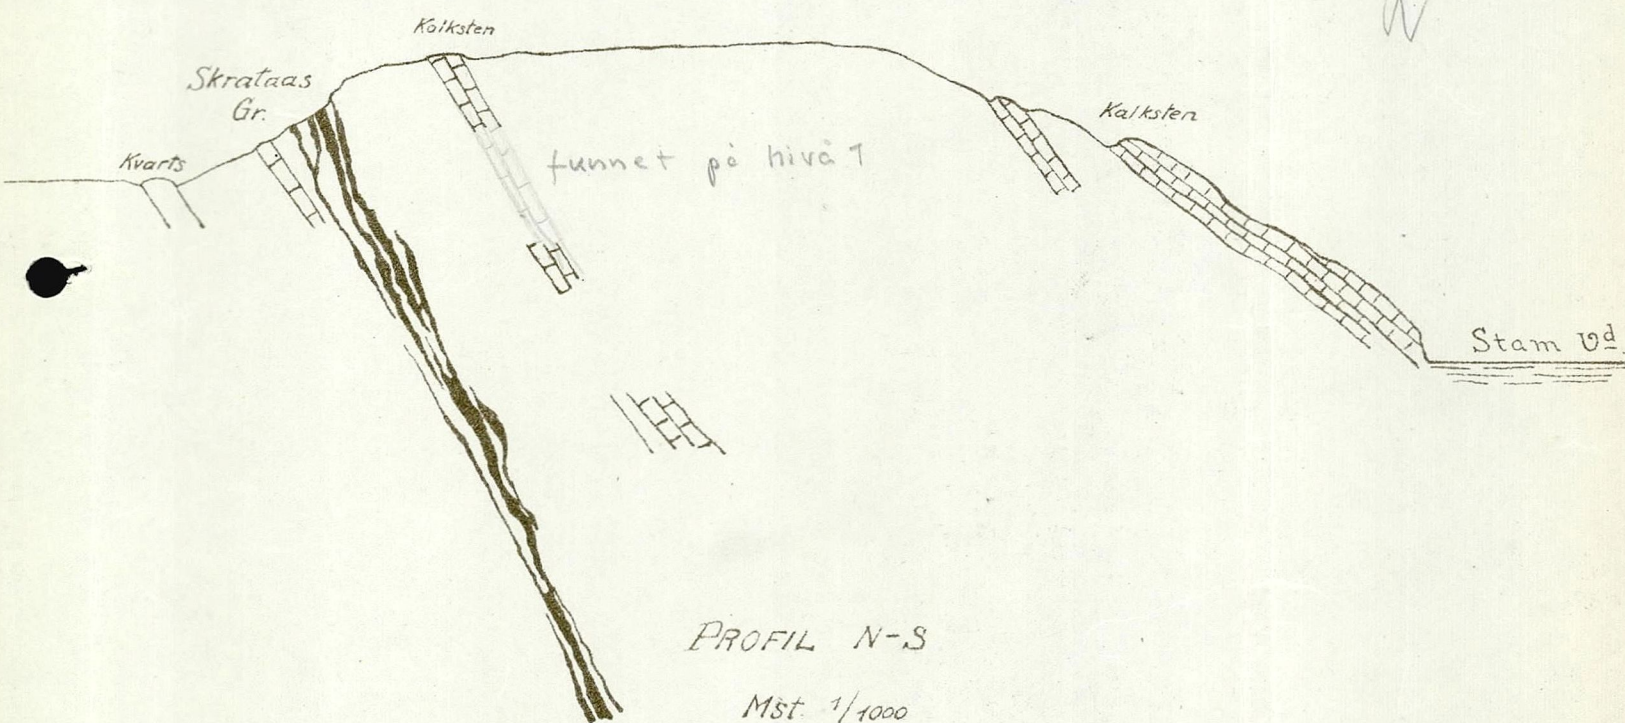 Kalksten
Skrataas
Gr.
Kalksten
Kvarts
funnet på nivå 1
Stam Vd.
PROFIL N-S
Mst. 1/1000